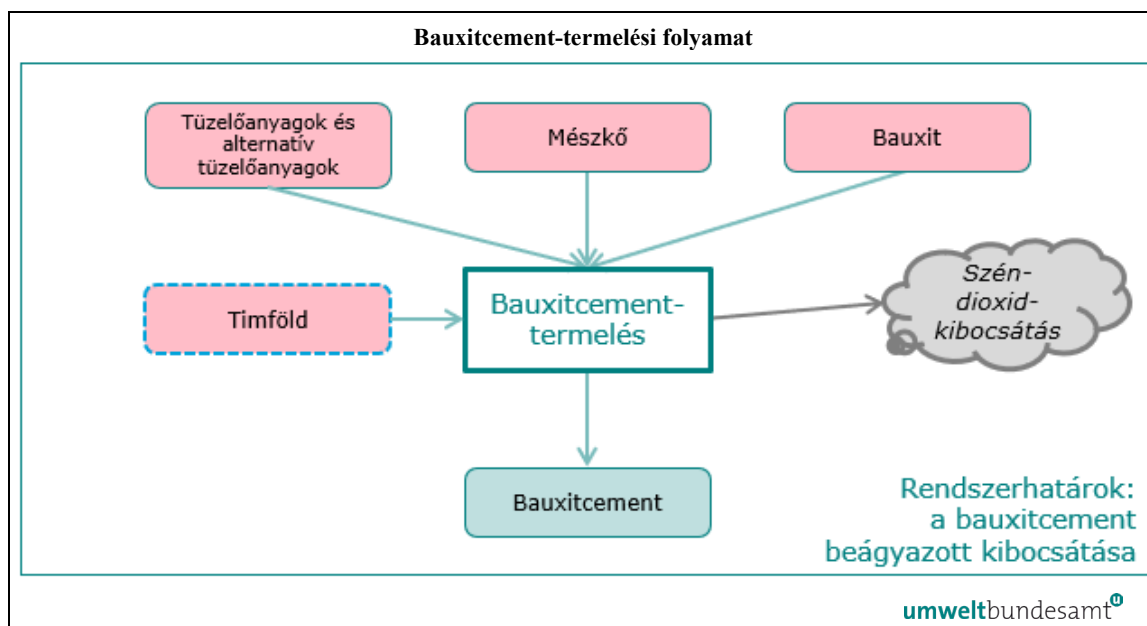 Bauxitcement-termelési folyamat
Tüzelőanyagok és
alternatív
tüzelőanyagok
Mészkő
Bauxit
Timföld
Bauxitcement-
termelés
Szén-
dioxid-
kibocsátás
Bauxitcement
Rendszerhatárok:
a bauxitcement
beágyazott kibocsátása
umweltbundesamt u